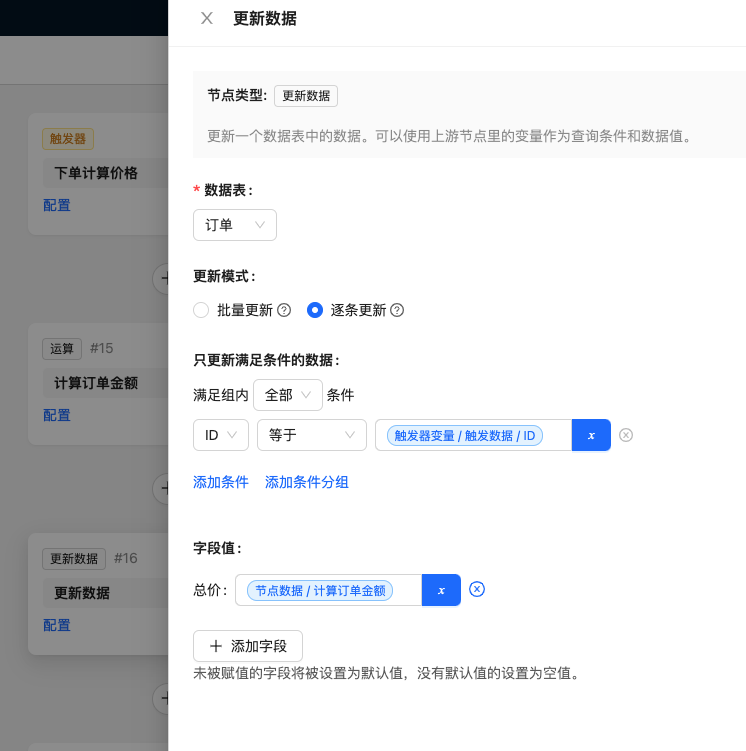 更新数据
节点类型: 更新数据
更新一个数据表中的数据。可以使用上游节点里的变量作为查询条件和数据值。
触发器
下单计算价格
配置
* 数据表:
订单
更新模式:
批量更新 逐条更新
运算 #15
计算订单金额
配置
只更新满足条件的数据:
满足组内 全部 条件
ID 等于 触发器变量 / 触发数据 / ID x
添加条件 添加条件分组
更新数据 #16
更新数据
配置
字段值:
总价: 节点数据 / 计算订单金额 x
添加字段
未被赋值的字段将被设置为默认值，没有默认值的设置为空值。